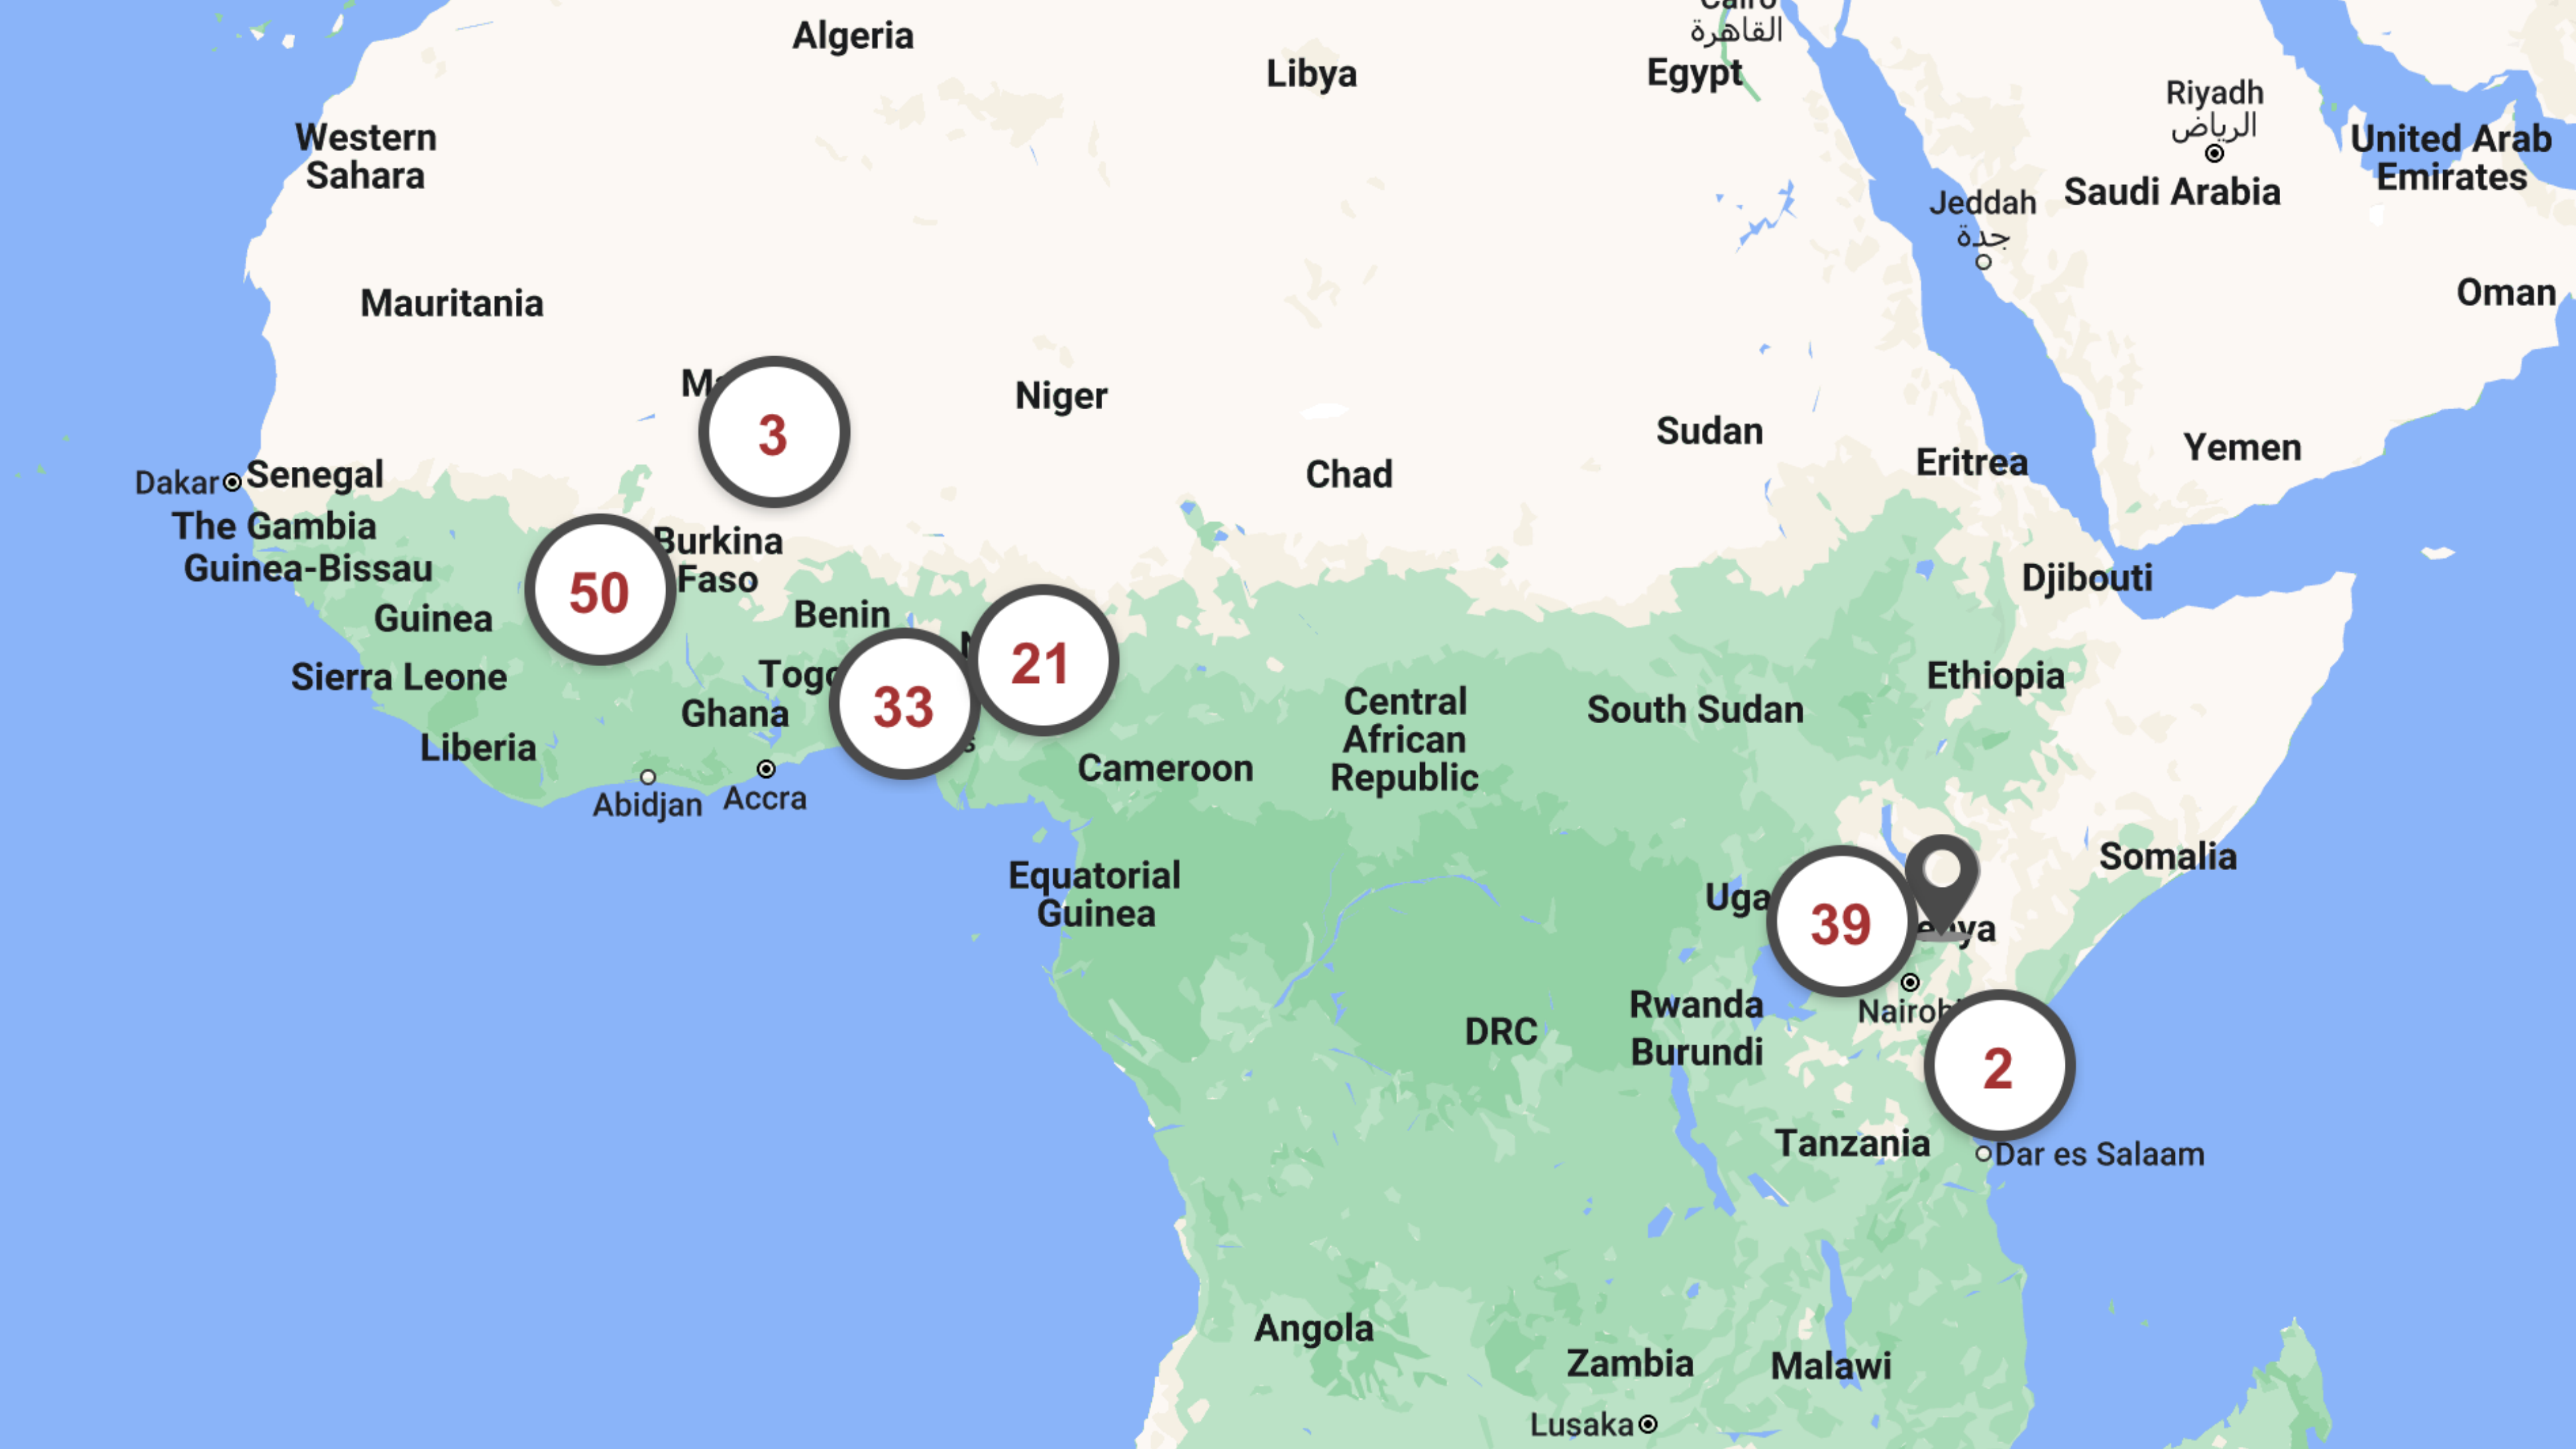 Cairo
القاهرة
Algeria
Libya
Egypt
Riyadh
الرياض
Western
Sahara
United Arab
Emirates
Saudi Arabia
Jeddah
جدة
Mauritania
Oman
Niger
3
Sudan
Yemen
Chad
Eritrea
Dakar
Senegal
The Gambia
Guinea-Bissau
Burkina
Faso
50
Djibouti
Guinea
Benin
21
Sierra Leone
33
Ethiopia
Ghana
Central
African
Republic
South Sudan
Liberia
Cameroon
Abidjan
Accra
Equatorial
Guinea
Somalia
39
Rwanda
Burundi
DRC
2
Tanzania
Dar es Salaam
Angola
Zambia
Malawi
Lusaka